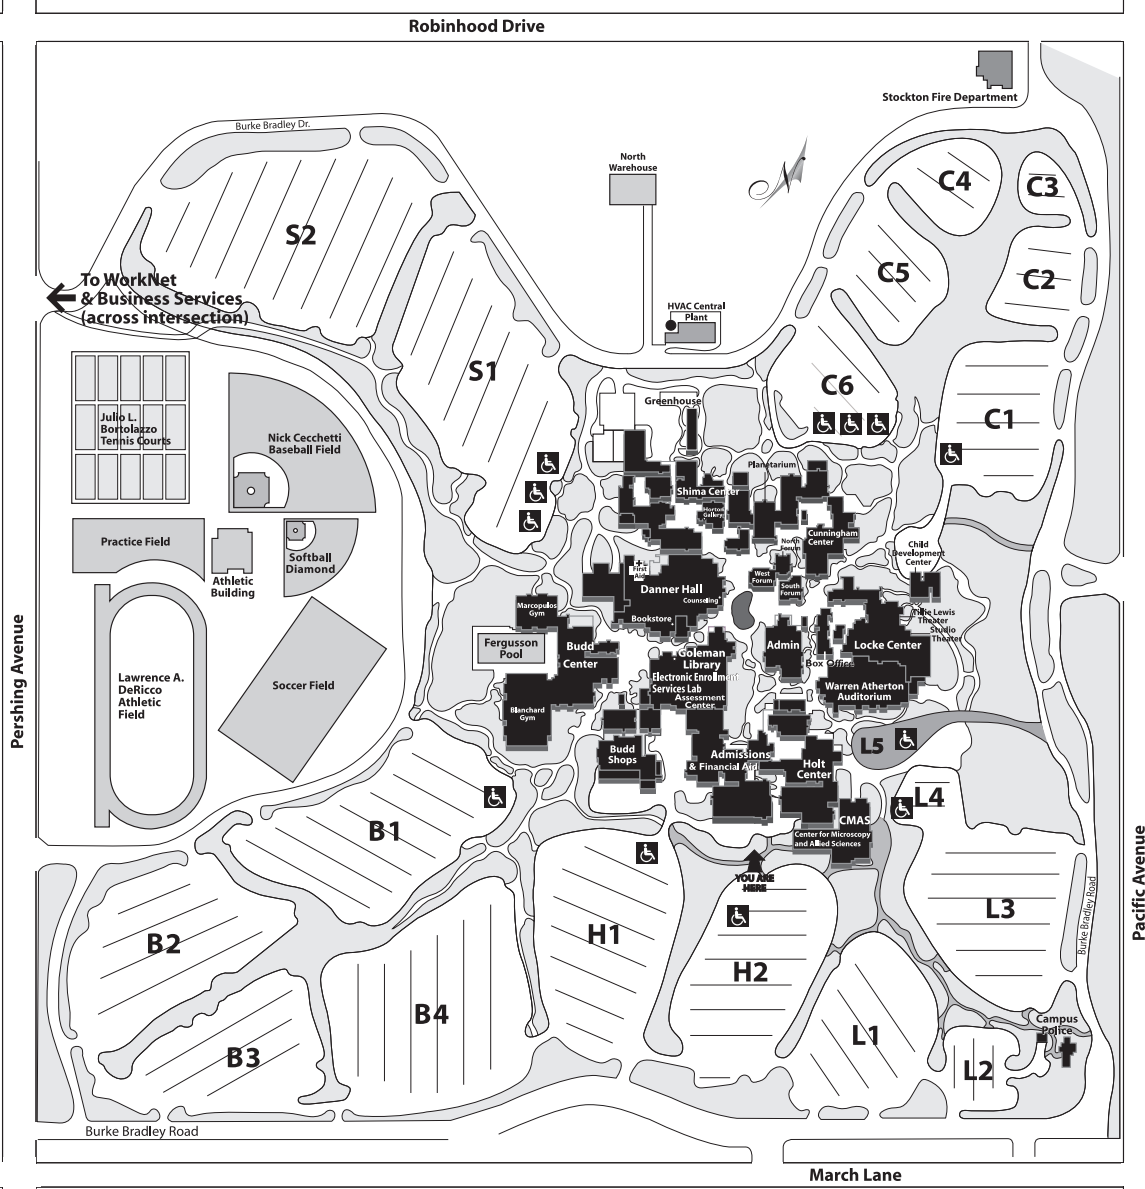 Robinhood Drive
Stockton Fire Department
Burke Bradley Dr.
North
Warehouse
C4
C3
S2
C5
C2
To WorkNet
& Business Services
(across intersection)
HVAC Central
Plant
S1
C6
C1
Greenhouse
Julio L.
Bortolazzo
Tennis Courts
Nick Cecchetti
Baseball Field
Planetarium
Shima Center
Horton
Gallery
Cunningham
Center
North
Forum
Practice Field
Softball
Diamond
Athletic
Building
Child
Development
Center
First
Aid
Danner Hall
Counseling
Bookstore
West
Forum
South
Forum
Marcopulos
Gym
Tillie Lewis
Theater
Studio
Theater
Fergusson
Pool
Budd
Center
Goleman
Library
Electronic Enrollment
Services Lab
Assessment
Center
Admin
Box Office
Locke Center
Warren Atherton
Auditorium
Pershing Avenue
Lawrence A.
DeRicco
Athletic
Field
Soccer Field
Blanchard
Gym
Budd
Shops
Admissions
& Financial Aid
Holt
Center
L5
L4
CMAS
Center for Microscopy
and Allied Sciences
B1
YOU ARE
HERE
Pacific Avenue
Burke Bradley Road
L3
B2
H1
H2
B4
L1
B3
L2
Campus
Police
Burke Bradley Road
March Lane